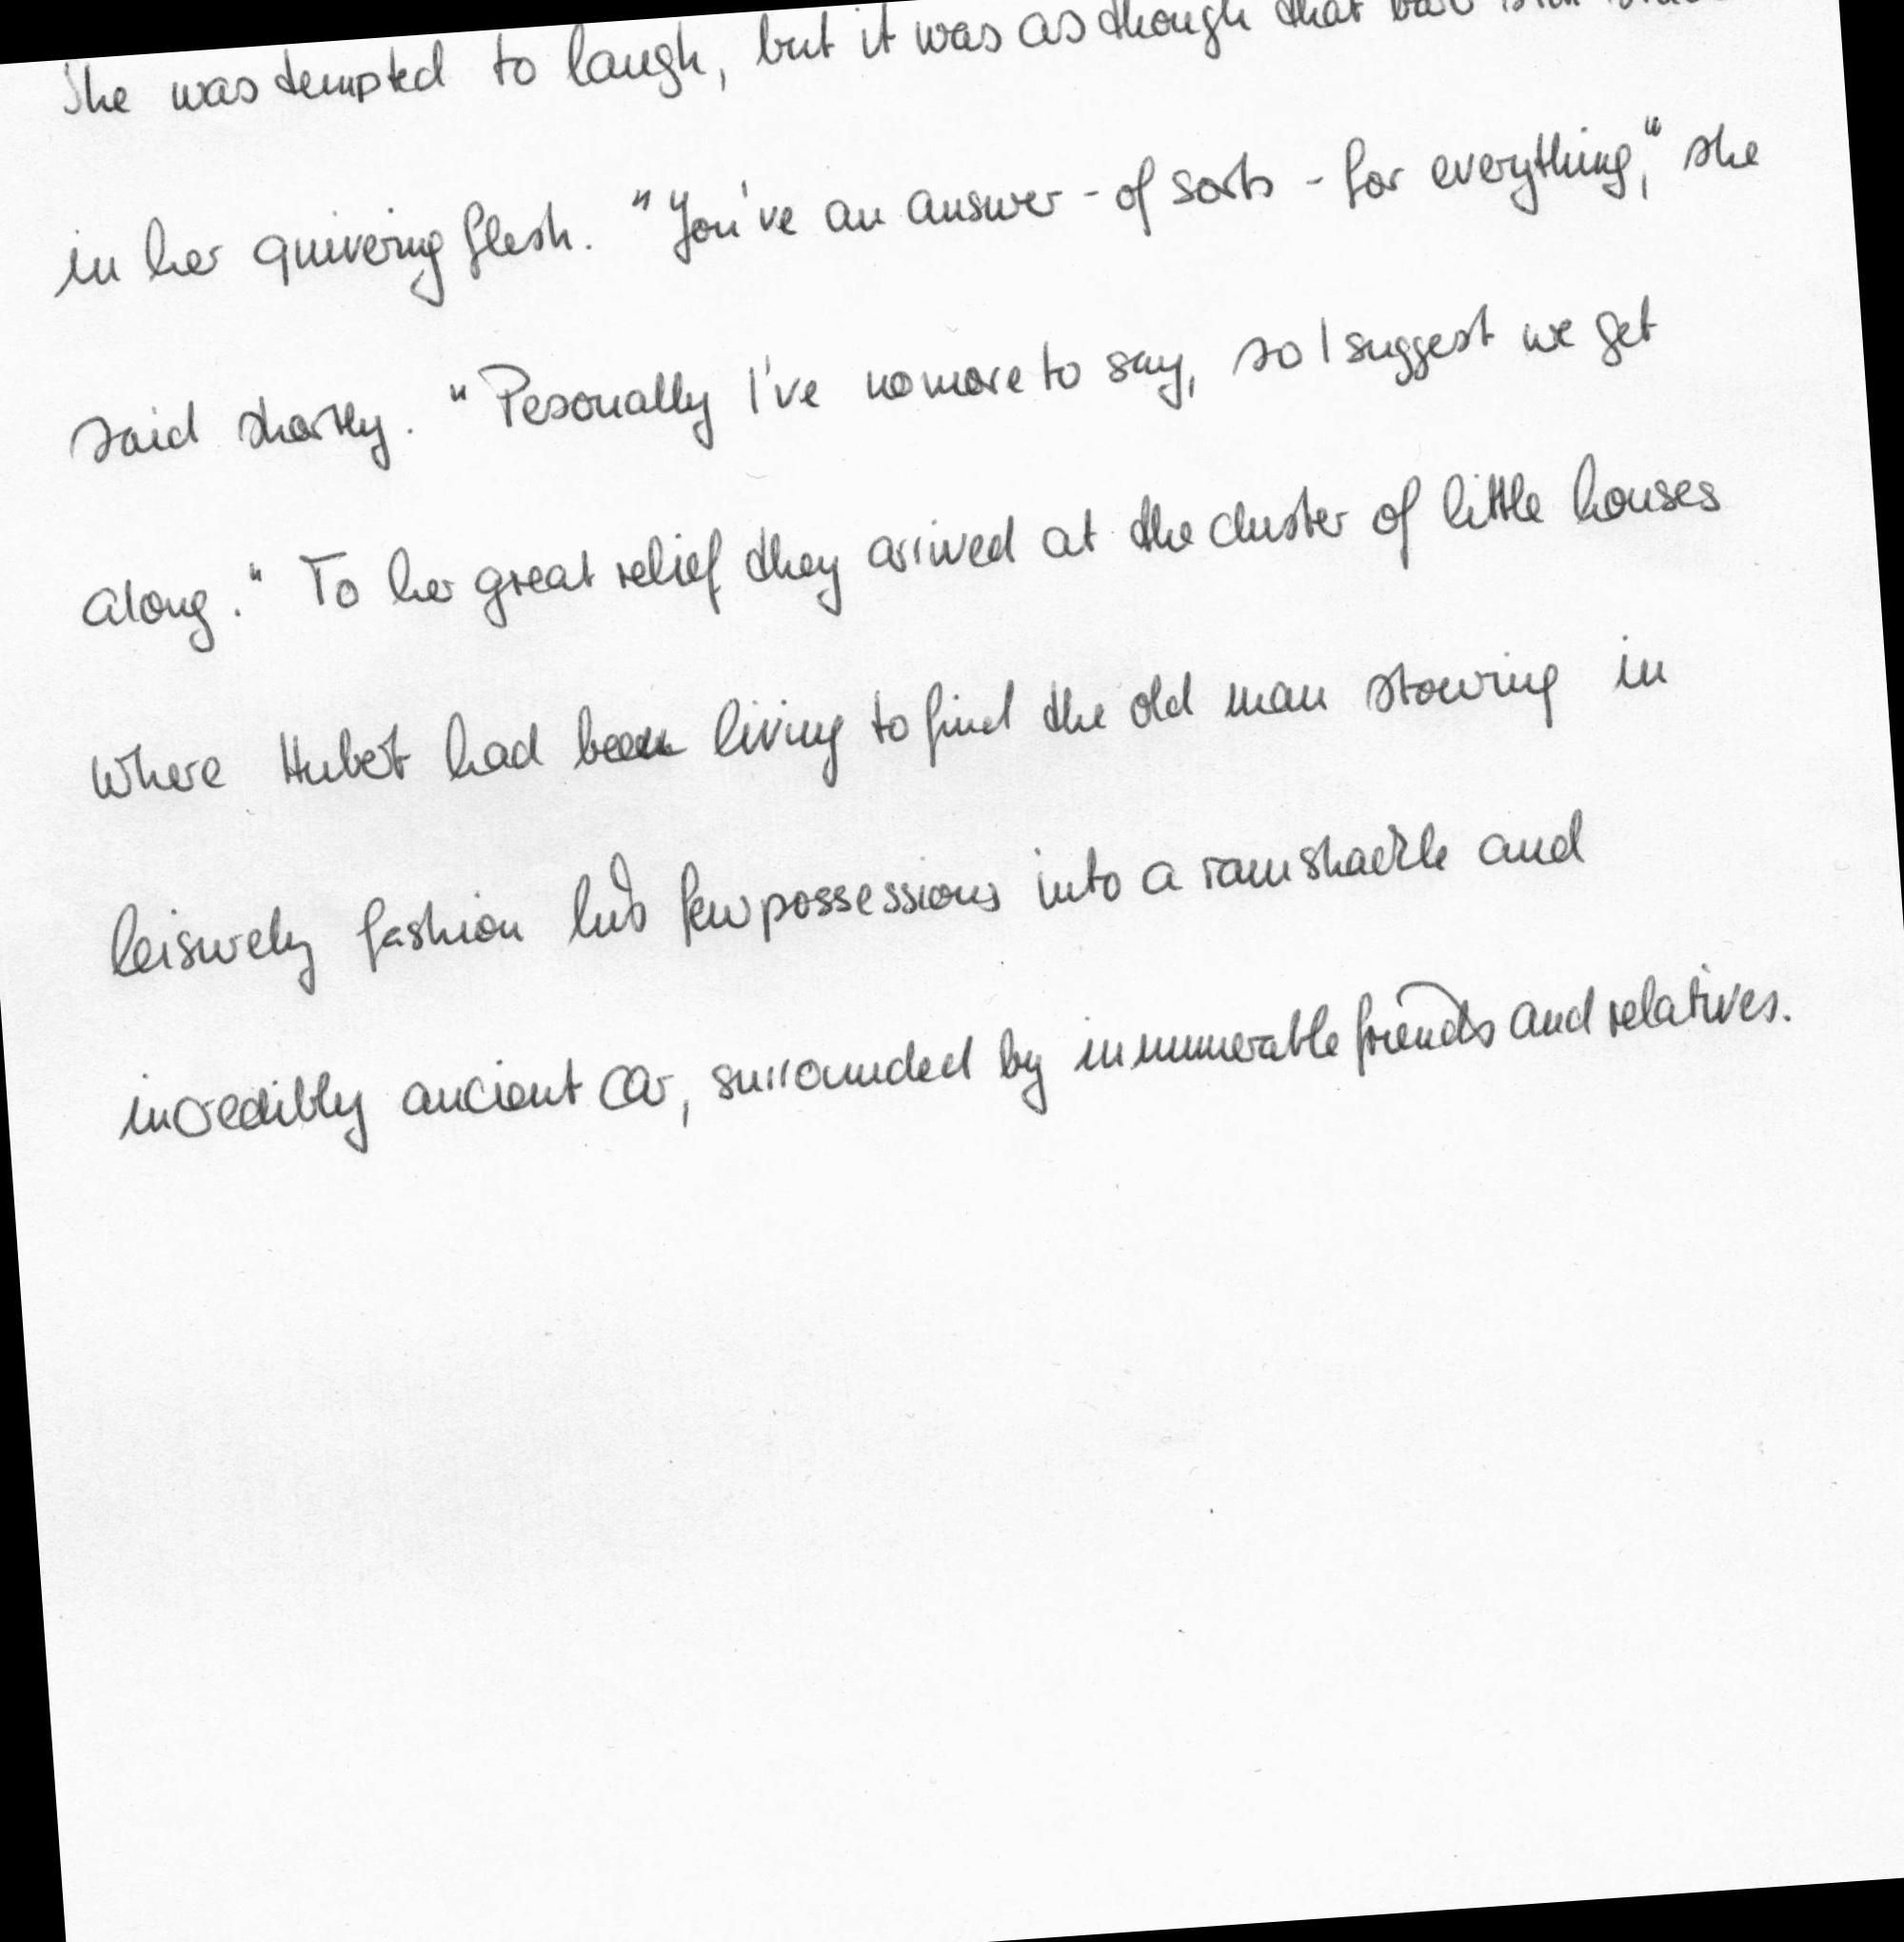 She was tempted to laugh, but it was as though that
in her quivering flesh. "You've an answer - of sorts - for everything," she
said shortly. "Pesonally I've no more to say, so I suggest we get
along." To her great relief they arrived at the cluster of little houses
where Hubert had been living to find the old man stowing in
leisurely fashion his few possessions into a ramshackle and
incredibly ancient car, surrounded by innumerable friends and relatives.